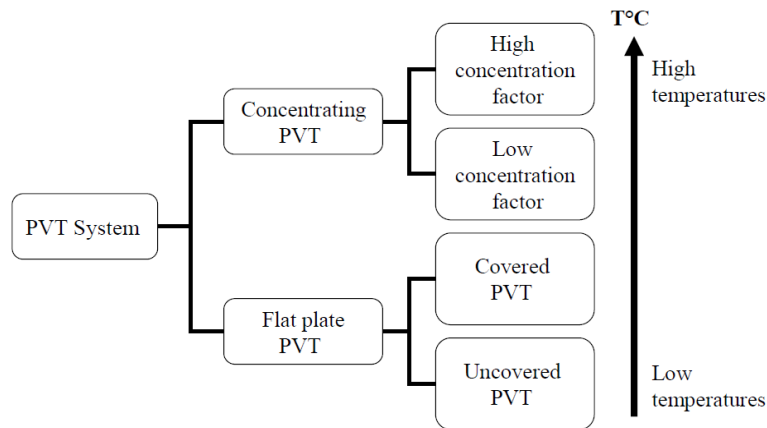 T°C
High
concentration
factor
High
temperatures
Concentrating
PVT
Low
concentration
factor
PVT System
Covered
PVT
Flat plate
PVT
Uncovered
PVT
Low
temperatures